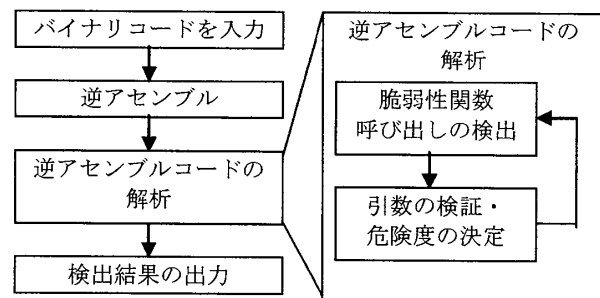 バイナリコードを入力
逆アセンブル
逆アセンブルコードの
解析
検出結果の出力
逆アセンブルコードの
解析
脆弱性関数
呼び出しの検出
引数の検証・
危険度の決定